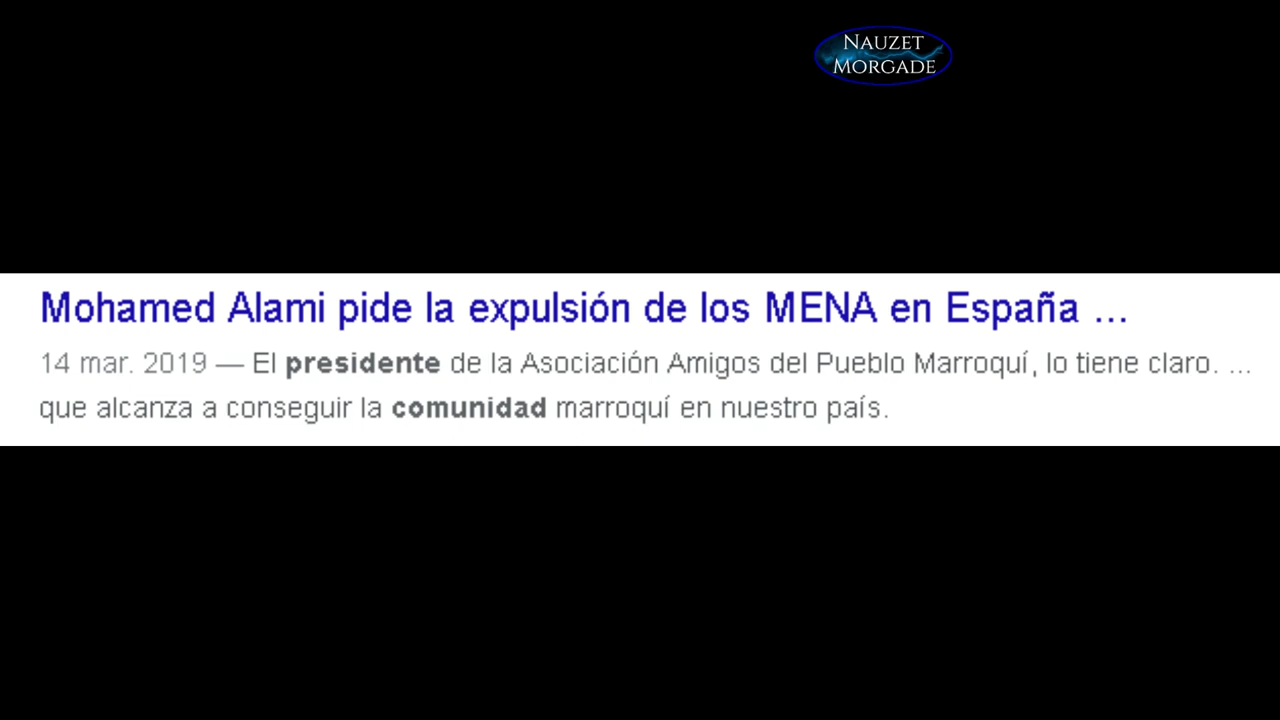 NAUZET
MORGADE
Mohamed Alami pide la expulsión de los MENA en España ...
14 mar. 2019 — El presidente de la Asociación Amigos del Pueblo Marroquí, lo tiene claro. ...
que alcanza a conseguir la comunidad marroquí en nuestro país.